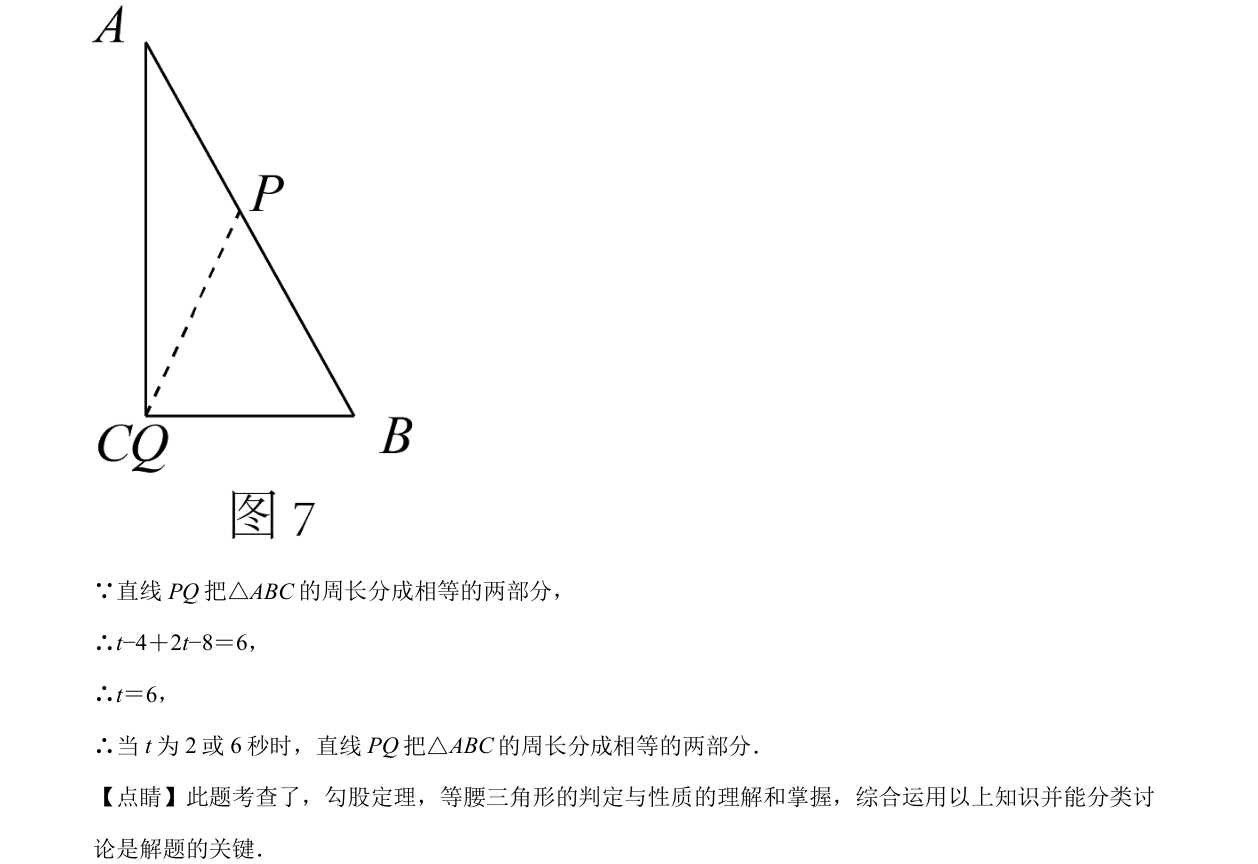 A
P
CQ
B
图 7
∵直线 PQ 把△ABC 的周长分成相等的两部分，
∴t−4＋2t−8＝6，
∴t＝6，
∴当 t 为 2 或 6 秒时，直线 PQ 把△ABC 的周长分成相等的两部分．
【点睛】此题考查了，勾股定理，等腰三角形的判定与性质的理解和掌握，综合运用以上知识并能分类讨
论是解题的关键．